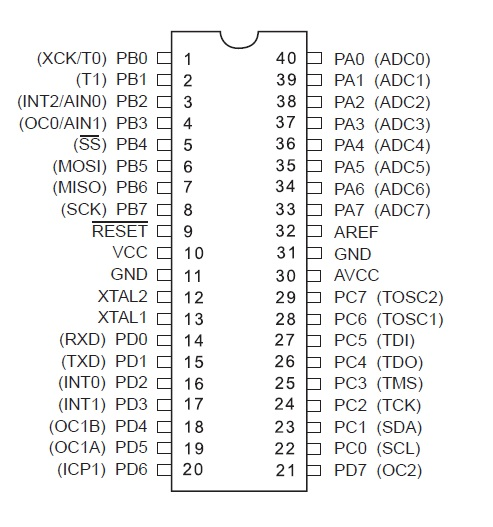 (XCK/T0) PB0 1 40 PA0 (ADC0)
(T1) PB1 2 39 PA1 (ADC1)
(INT2/AIN0) PB2 3 38 PA2 (ADC2)
(OC0/AIN1) PB3 4 37 PA3 (ADC3)
(SS) PB4 5 36 PA4 (ADC4)
(MOSI) PB5 6 35 PA5 (ADC5)
(MISO) PB6 7 34 PA6 (ADC6)
(SCK) PB7 8 33 PA7 (ADC7)
RESET 9 32 AREF
VCC 10 31 GND
GND 11 30 AVCC
XTAL2 12 29 PC7 (TOSC2)
XTAL1 13 28 PC6 (TOSC1)
(RXD) PD0 14 27 PC5 (TDI)
(TXD) PD1 15 26 PC4 (TDO)
(INT0) PD2 16 25 PC3 (TMS)
(INT1) PD3 17 24 PC2 (TCK)
(OC1B) PD4 18 23 PC1 (SDA)
(OC1A) PD5 19 22 PC0 (SCL)
(ICP1) PD6 20 21 PD7 (OC2)